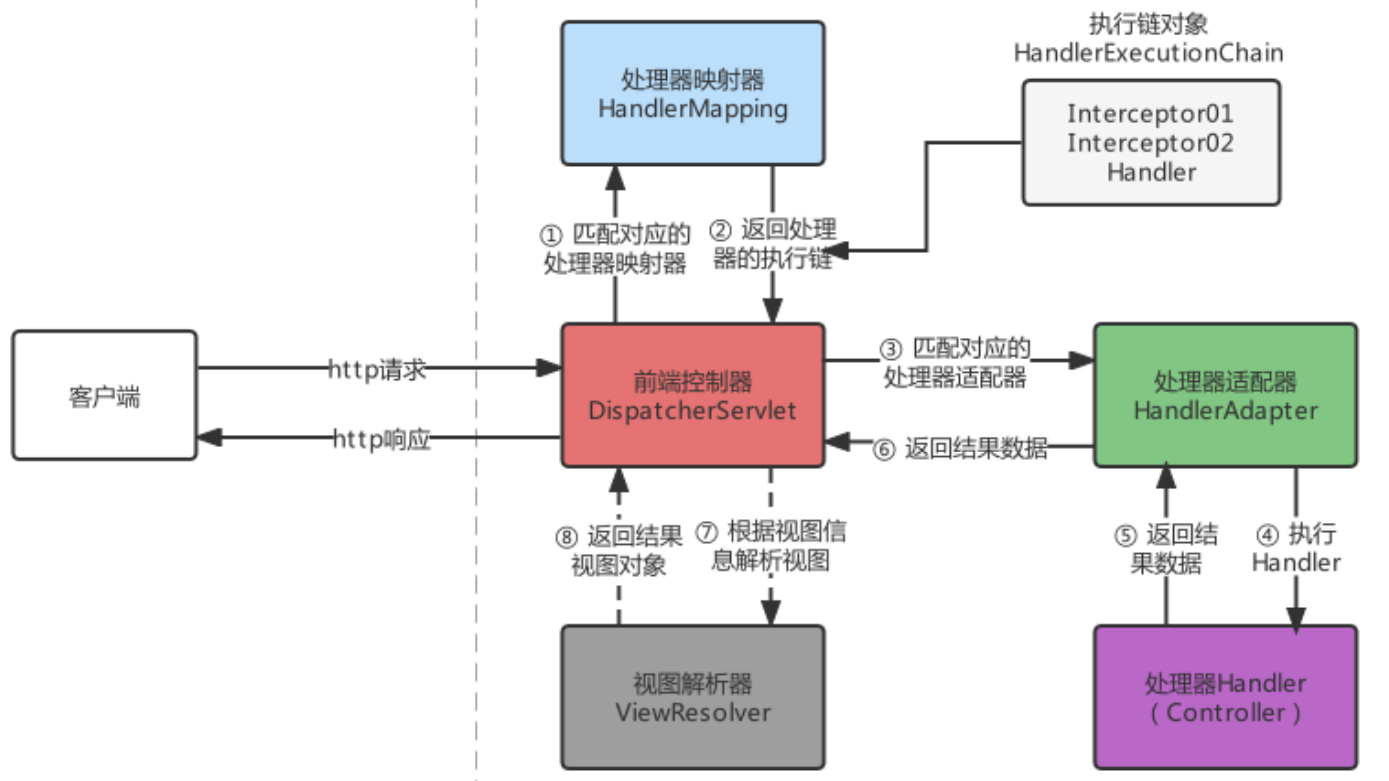 执行链对象
HandlerExecutionChain
处理器映射器
HandlerMapping
Interceptor01
Interceptor02
Handler
① 匹配对应的
处理器映射器
② 返回处理
器的执行链
客户端
http请求
http响应
前端控制器
DispatcherServlet
③ 匹配对应的
处理器适配器
⑥ 返回结果数据
处理器适配器
HandlerAdapter
⑧ 返回结果
视图对象
⑦ 根据视图信
息解析视图
⑤ 返回结
果数据
④ 执行
Handler
视图解析器
ViewResolver
处理器Handler
（Controller）